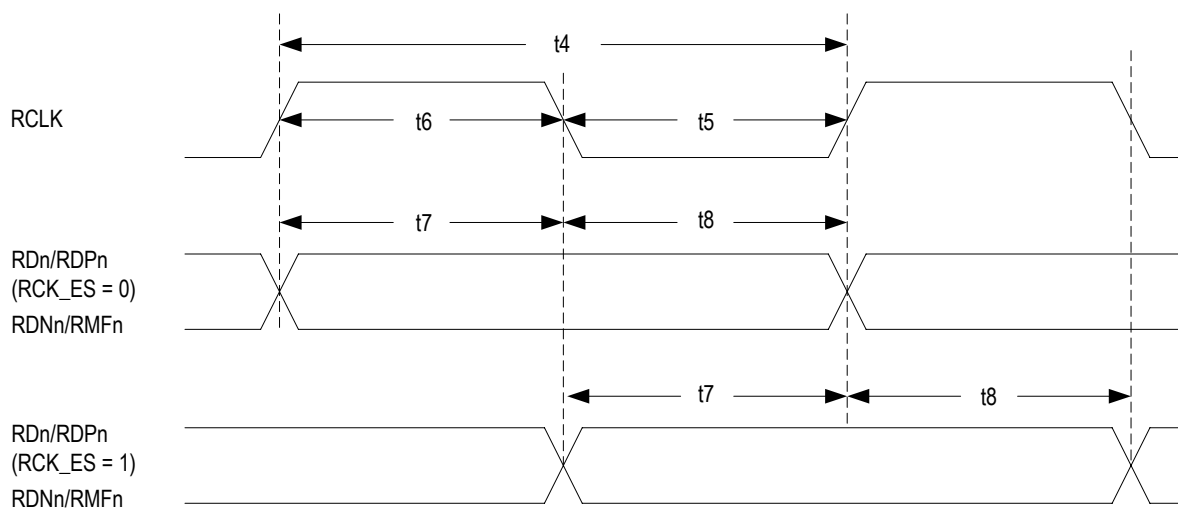 t4
RCLK
t6
t5
t7
t8
RDn/RDPn
(RCK_ES = 0)
RDNn/RMFn
t7
t8
RDn/RDPn
(RCK_ES = 1)
RDNn/RMFn